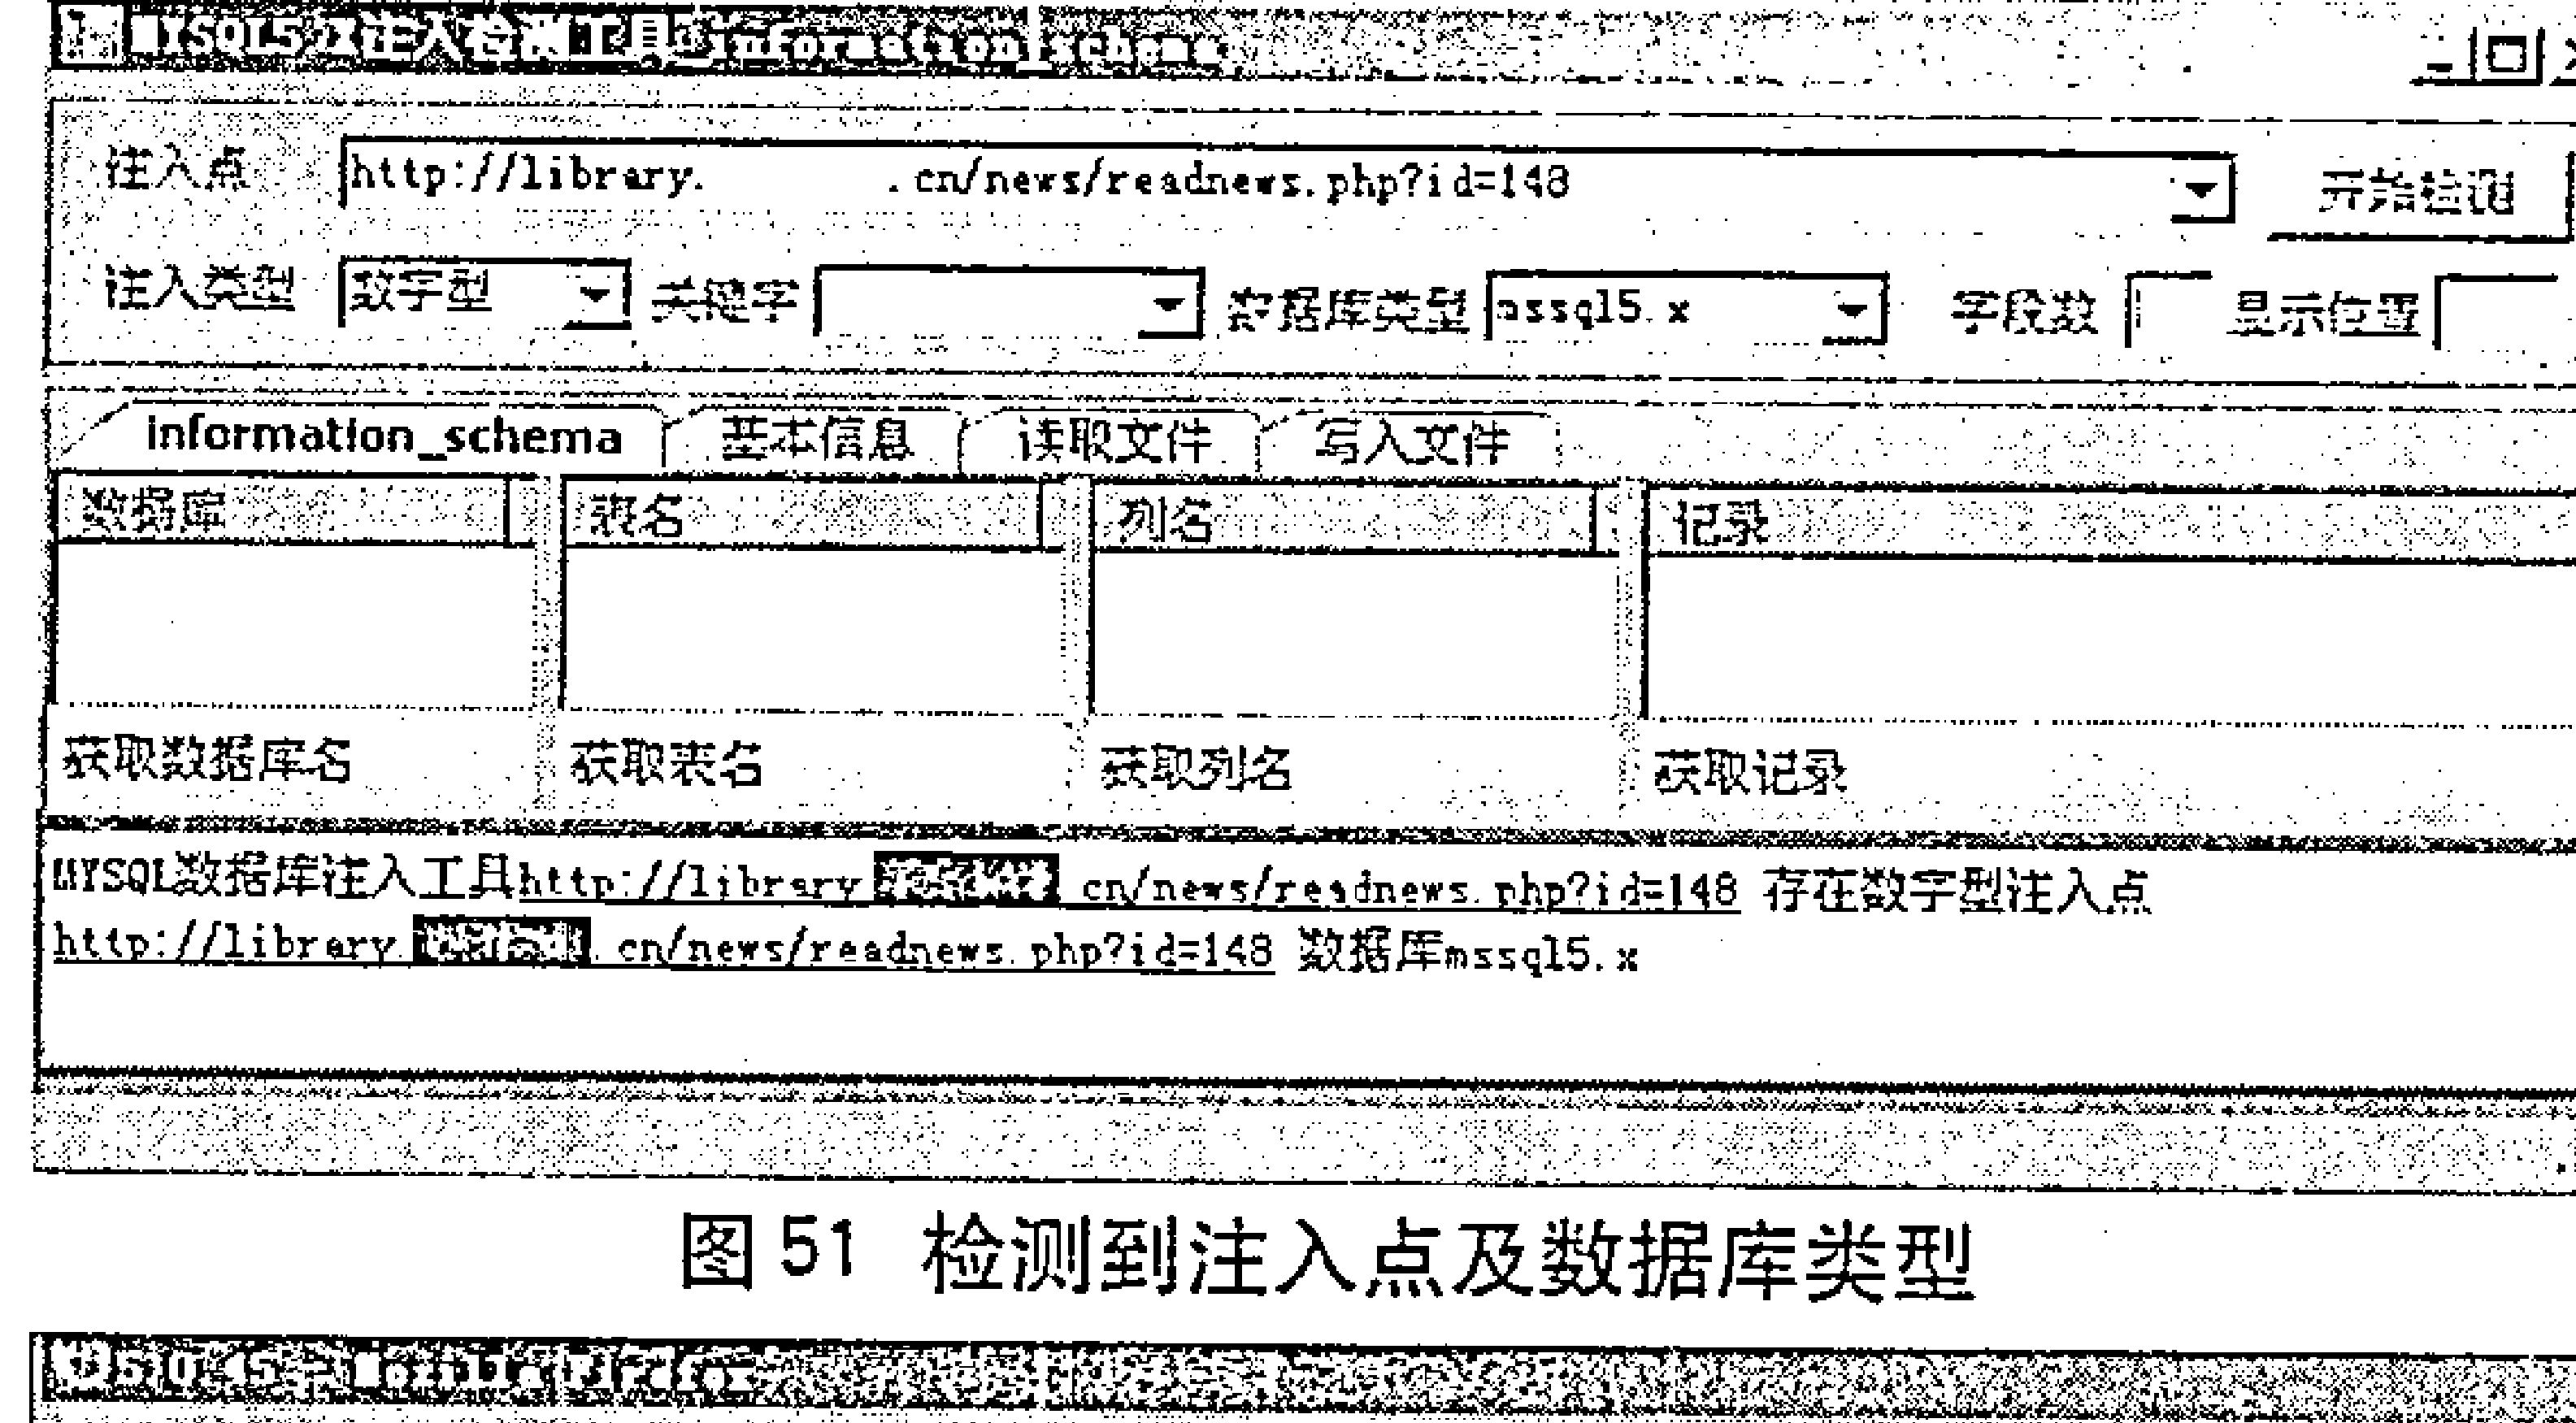 注入点 http://library. .cn/news/readnews.php?id=148 开始检测
注入类型 数字型 关键字 数据库类型 mssql5.x 字段数 显示位置
information_schema 基本信息 读取文件 写入文件
数据库 表名 列名 记录
获取数据库名 获取表名 获取列名 获取记录
MYSQL数据库注入工具http://library. .cn/news/readnews.php?id=148 存在数字型注入点
http://library. .cn/news/readnews.php?id=148 数据库mssql5.x
图 51 检测到注入点及数据库类型